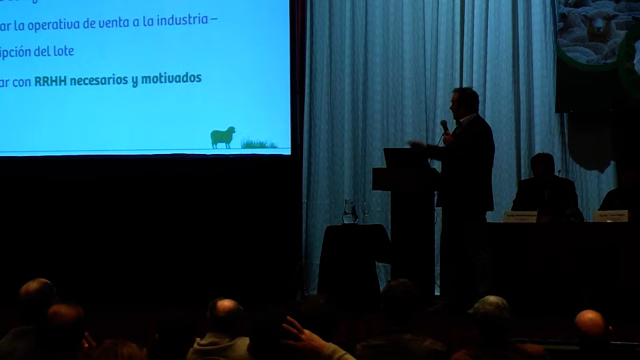 ar la operativa de venta a la industria –
ipción del lote
ar con RRHH necesarios y motivados